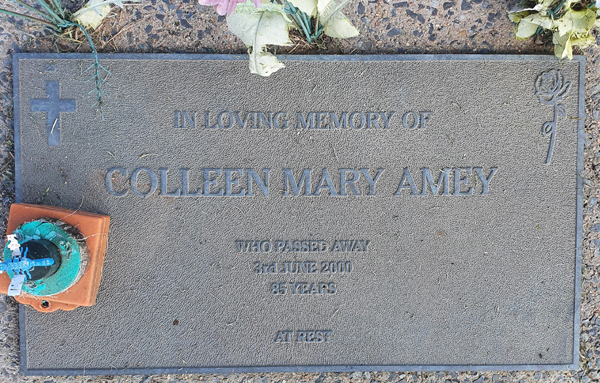 IN LOVING MEMORY OF
COLLEEN MARY AMEY
WHO PASSED AWAY
3rd JUNE 2000
85 YEARS
AT REST